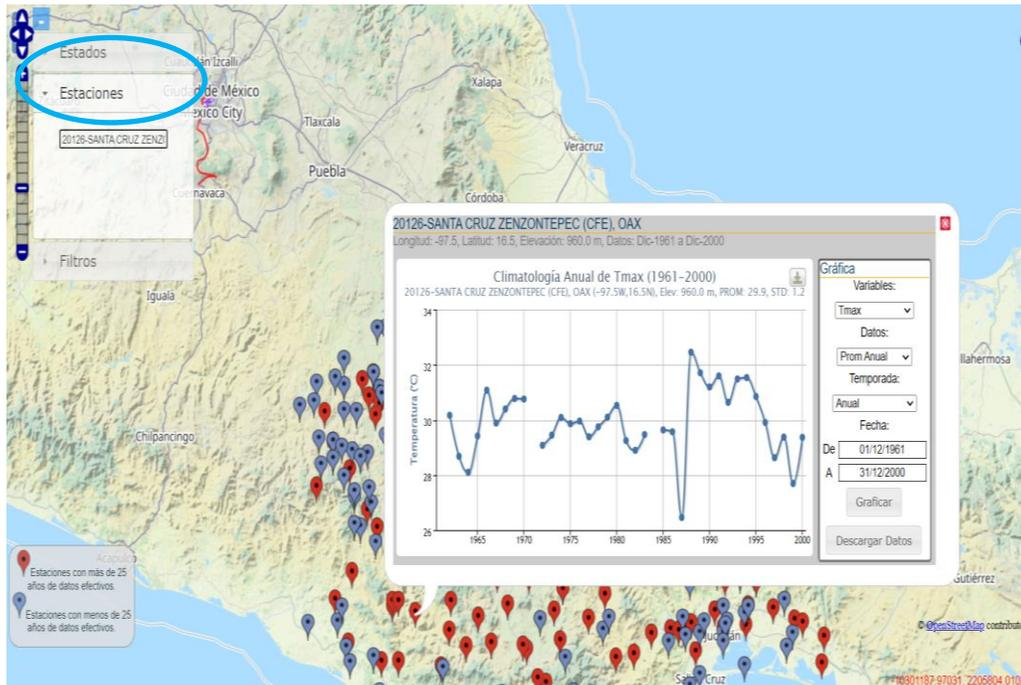 Estados
Cuautitlán Izcalli
Estaciones
Ciudad de México
Mexico City
20126-SANTA CRUZ ZENZ
Filtros
Xalapa
Tlaxcala
Veracruz
Puebla
Cuernavaca
Córdoba
Iguala
Chilpancingo
20126-SANTA CRUZ ZENZONTEPEC (CFE), OAX
Longitud: -97.5, Latitud: 16.5, Elevación: 960.0 m, Datos: Dic-1961 a Dic-2000
Climatología Anual de Tmax (1961-2000)
20126-SANTA CRUZ ZENZONTEPEC (CFE), OAX (-97.5W,16.5N), Elev: 960.0 m, PROM: 29.9, STD: 1.2
34
32
30
28
26
Temperatura (°C)
1965 1970 1975 1980 1985 1990 1995 2000
Gráfica
Variables:
Tmax
Datos:
Prom Anual
Temporada:
Anual
Fecha:
De 01/12/1961
A 31/12/2000
Graficar
Descargar Datos
llahermosa
Acapulco
Estaciones con más de 25
años de datos efectivos.
Estaciones con menos de 25
años de datos efectivos.
Gutiérrez
© OpenStreetMap contribut
Cruz